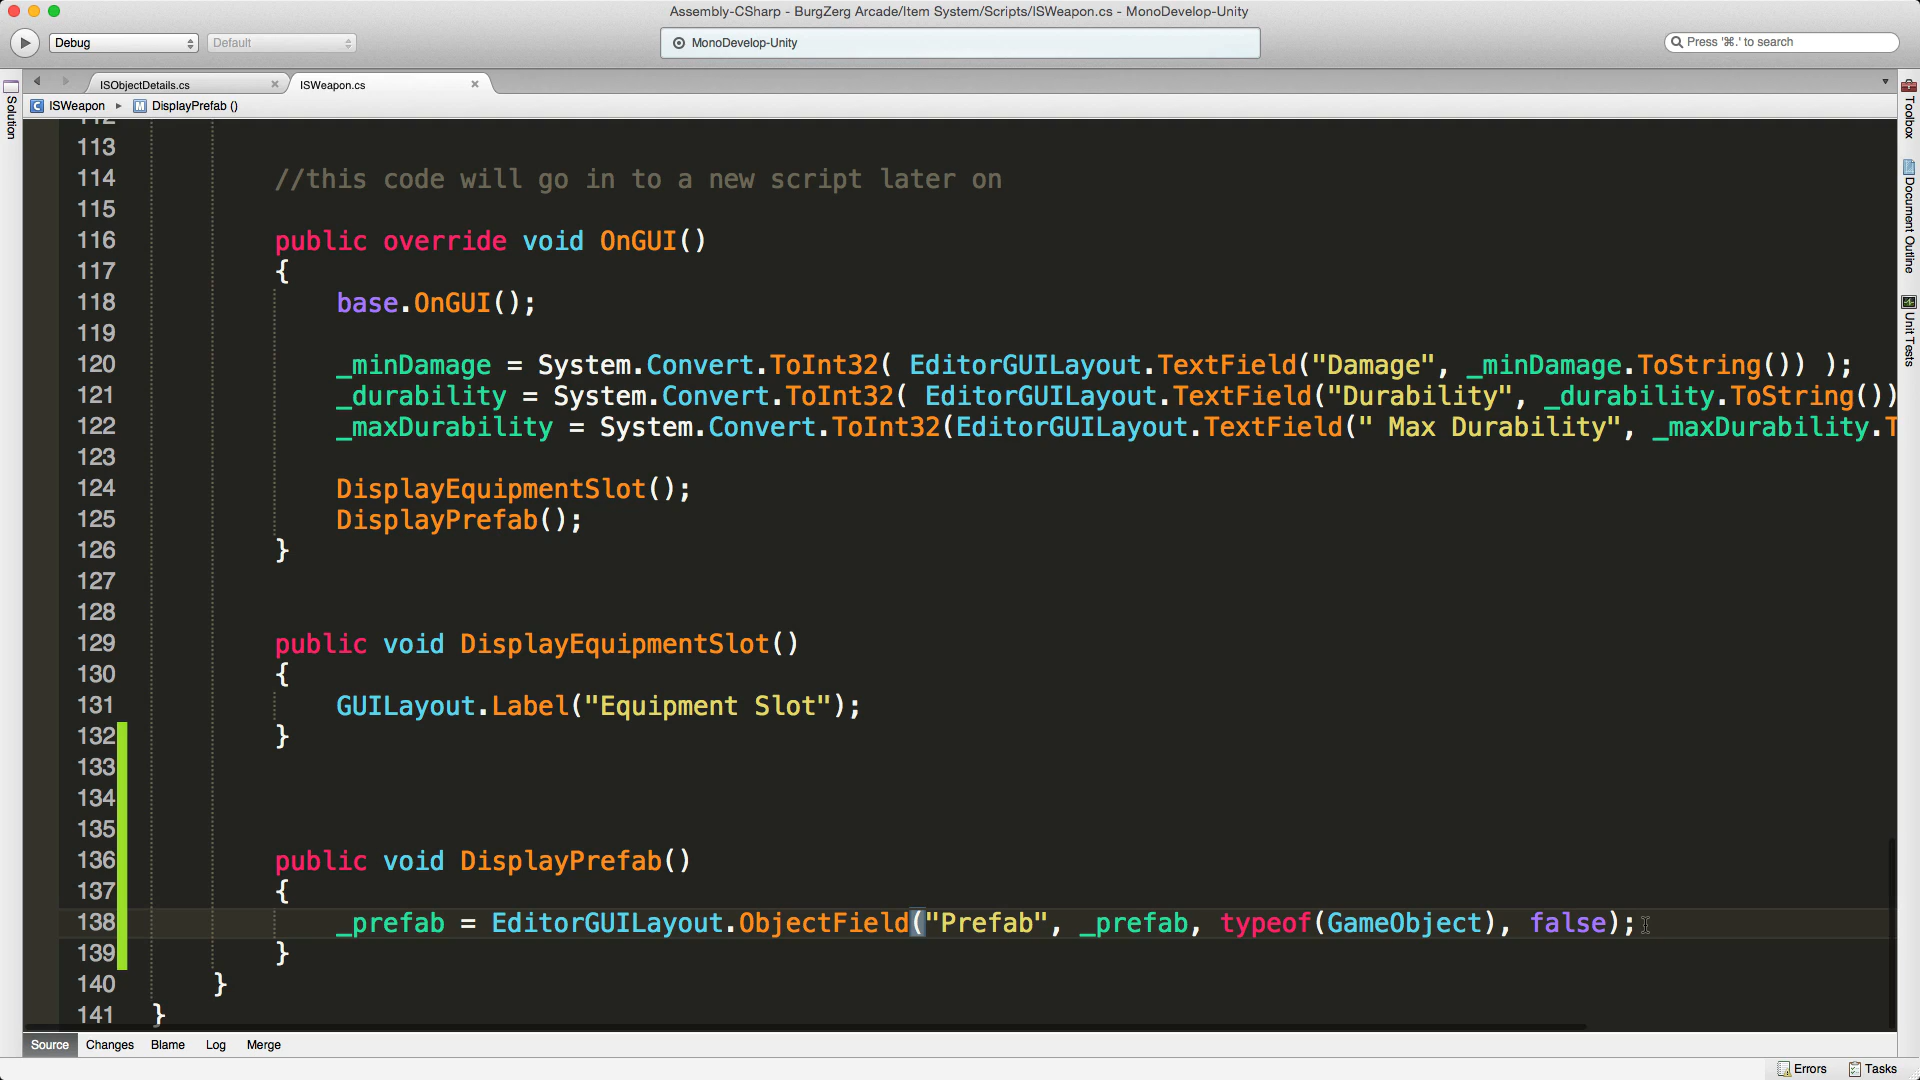 Assembly-CSharp - BurgZerg Arcade/Item System/Scripts/ISWeapon.cs - MonoDevelop-Unity
Debug
Default
MonoDevelop-Unity
Press '⌘.' to search
ISObjectDetails.cs
ISWeapon.cs
ISWeapon
DisplayPrefab ()
Solution
Toolbox
Document Outline
Unit Tests
112
113
114 //this code will go in to a new script later on
115
116 public override void OnGUI()
117 {
118 base.OnGUI();
119
120 _minDamage = System.Convert.ToInt32( EditorGUILayout.TextField("Damage", _minDamage.ToString()) );
121 _durability = System.Convert.ToInt32( EditorGUILayout.TextField("Durability", _durability.ToString())
122 _maxDurability = System.Convert.ToInt32(EditorGUILayout.TextField(" Max Durability", _maxDurability.T
123
124 DisplayEquipmentSlot();
125 DisplayPrefab();
126 }
127
128
129 public void DisplayEquipmentSlot()
130 {
131 GUILayout.Label("Equipment Slot");
132 }
133
134
135
136 public void DisplayPrefab()
137 {
138 _prefab = EditorGUILayout.ObjectField("Prefab", _prefab, typeof(GameObject), false);
139 }
140 }
141 }
Source Changes Blame Log Merge
Errors Tasks